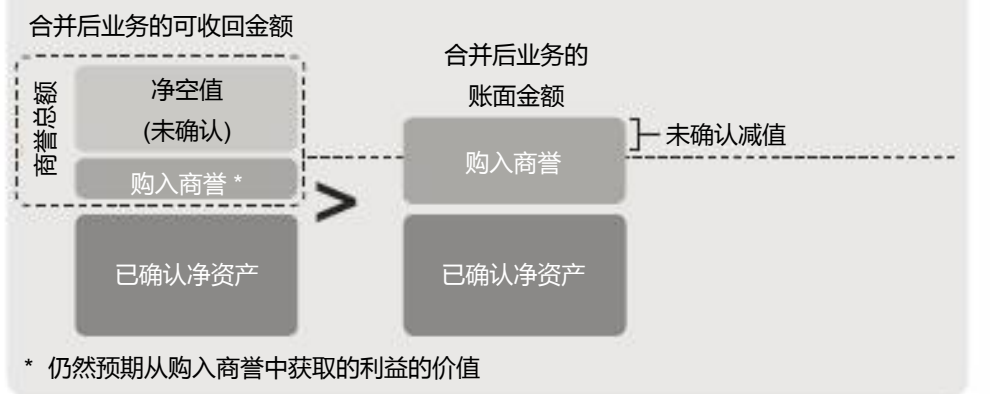 合并后业务的可收回金额
商誉总额
净空值
(未确认)
购入商誉 *
已确认净资产
>
合并后业务的
账面金额
购入商誉
已确认净资产
未确认减值
* 仍然预期从购入商誉中获取的利益的价值